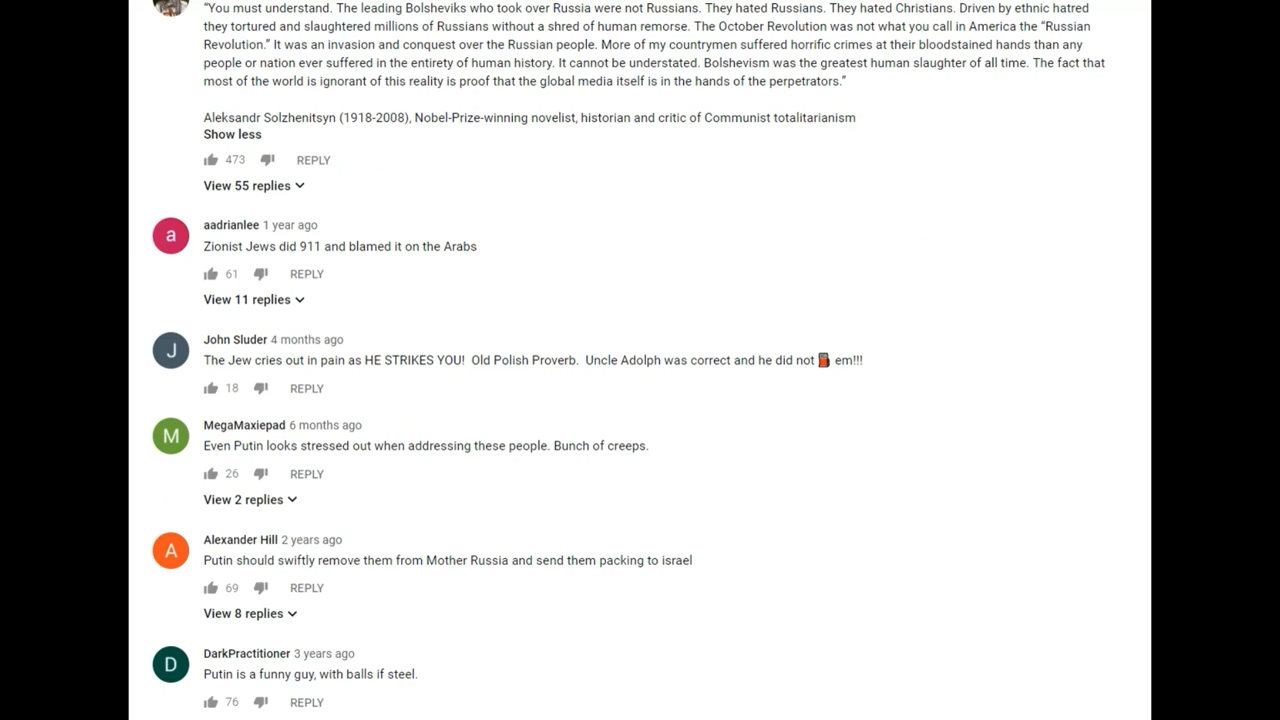 “You must understand. The leading Bolsheviks who took over Russia were not Russians. They hated Russians. They hated Christians. Driven by ethnic hatred
they tortured and slaughtered millions of Russians without a shred of human remorse. The October Revolution was not what you call in America the “Russian
Revolution.” It was an invasion and conquest over the Russian people. More of my countrymen suffered horrific crimes at their bloodstained hands than any
people or nation ever suffered in the entirety of human history. It cannot be understated. Bolshevism was the greatest human slaughter of all time. The fact that
most of the world is ignorant of this reality is proof that the global media itself is in the hands of the perpetrators.”
Aleksandr Solzhenitsyn (1918-2008), Nobel-Prize-winning novelist, historian and critic of Communist totalitarianism
Show less
473 REPLY
View 55 replies
a
aadrianlee 1 year ago
Zionist Jews did 911 and blamed it on the Arabs
61 REPLY
View 11 replies
J
John Sluder 4 months ago
The Jew cries out in pain as HE STRIKES YOU! Old Polish Proverb. Uncle Adolph was correct and he did not ⛽ em!!!
18 REPLY
M
MegaMaxiepad 6 months ago
Even Putin looks stressed out when addressing these people. Bunch of creeps.
26 REPLY
View 2 replies
A
Alexander Hill 2 years ago
Putin should swiftly remove them from Mother Russia and send them packing to israel
69 REPLY
View 8 replies
D
DarkPractitioner 3 years ago
Putin is a funny guy, with balls if steel.
76 REPLY